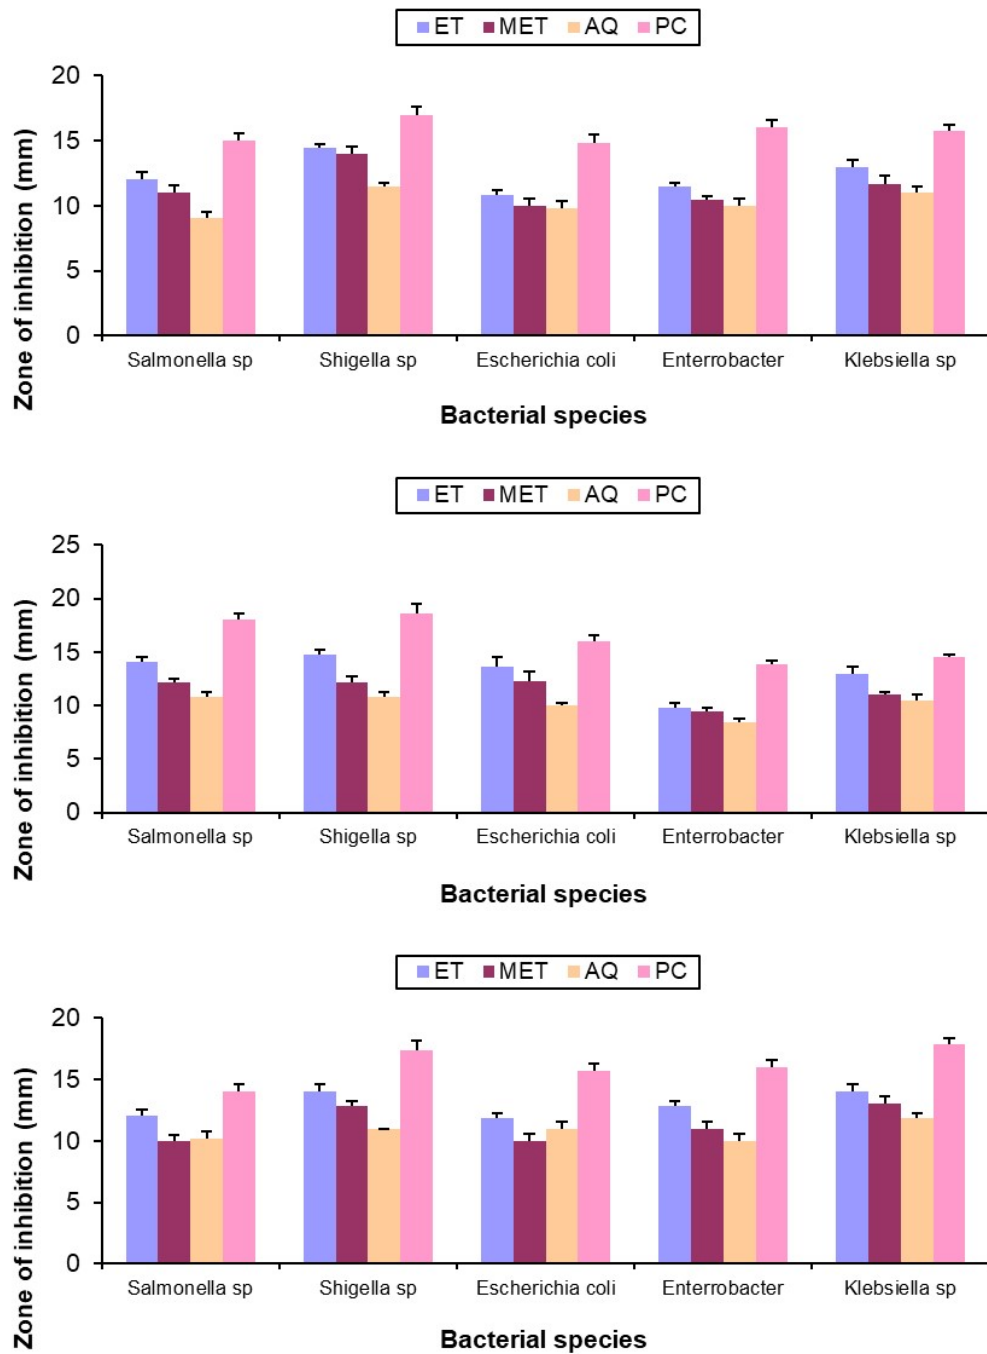 ET MET AQ PC
Zone of inhibition (mm)
20
15
10
5
0
Salmonella sp Shigella sp Escherichia coli Enterrobacter Klebsiella sp
Bacterial species
ET MET AQ PC
Zone of inhibition (mm)
25
20
15
10
5
0
Salmonella sp Shigella sp Escherichia coli Enterrobacter Klebsiella sp
Bacterial species
ET MET AQ PC
Zone of inhibition (mm)
20
15
10
5
0
Salmonella sp Shigella sp Escherichia coli Enterrobacter Klebsiella sp
Bacterial species